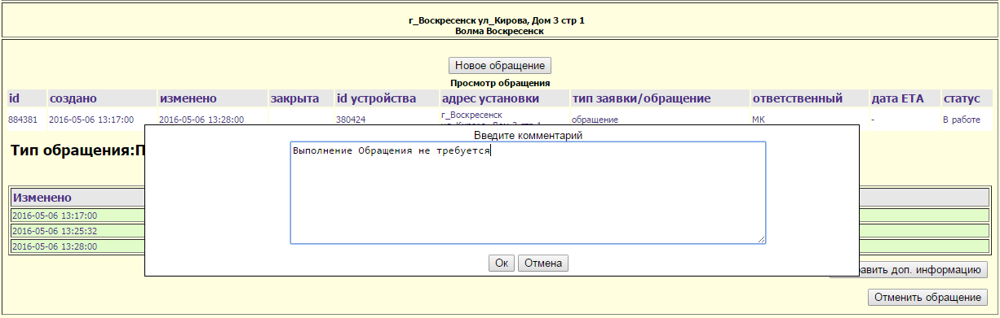 г_Воскресенск ул_Кирова, Дом 3 стр 1
Волма Воскресенск
Новое обращение
Просмотр обращения
id создано изменено закрыта id устройства адрес установки тип заявки/обращение ответственный дата ETA статус
884381 2016-05-06 13:17:00 2016-05-06 13:28:00 380424 г_Воскресенск обращение МК - В работе
ул_Кирова, Дом 3 стр 1
Введите комментарий
Тип обращения:П
Выполнение Обращения не требуется
Изменено
2016-05-06 13:17:00
2016-05-06 13:25:32
2016-05-06 13:28:00
Ок Отмена
доп. информацию
Отменить обращение